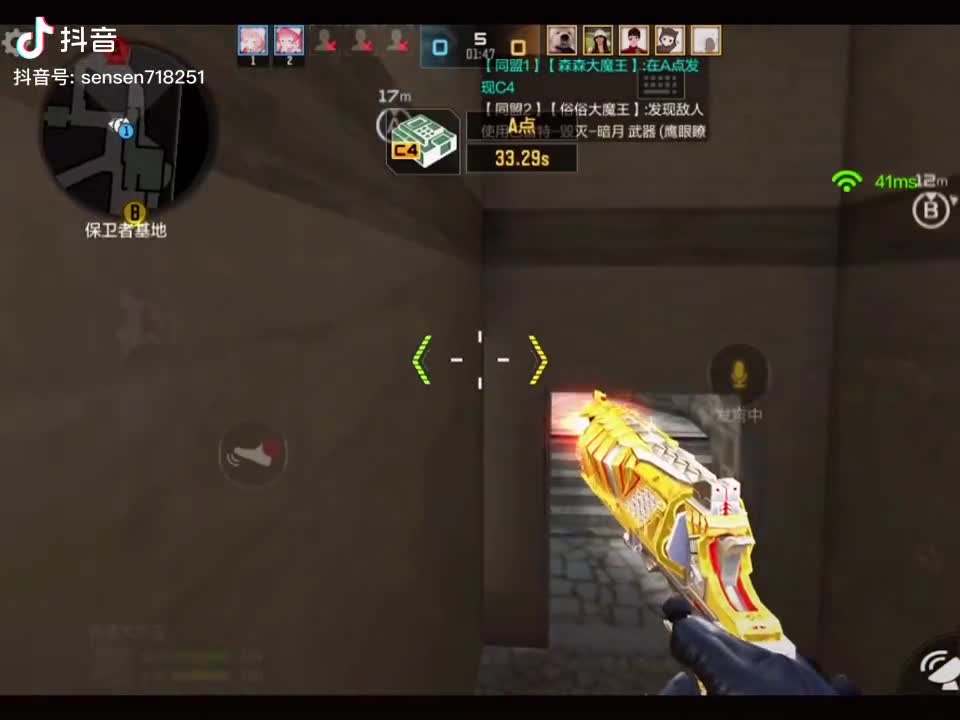 抖音
抖音号: sensen718251
1
2
0
5
01:47
0
【同盟1】【森森大魔王】:在A点发
现C4
【同盟2】【俗俗大魔王】:发现敌人
灭-暗月 武器 (鹰眼瞭
17m
A
C4
A点
33.29s
41ms
12m
B
1
B
保卫者基地